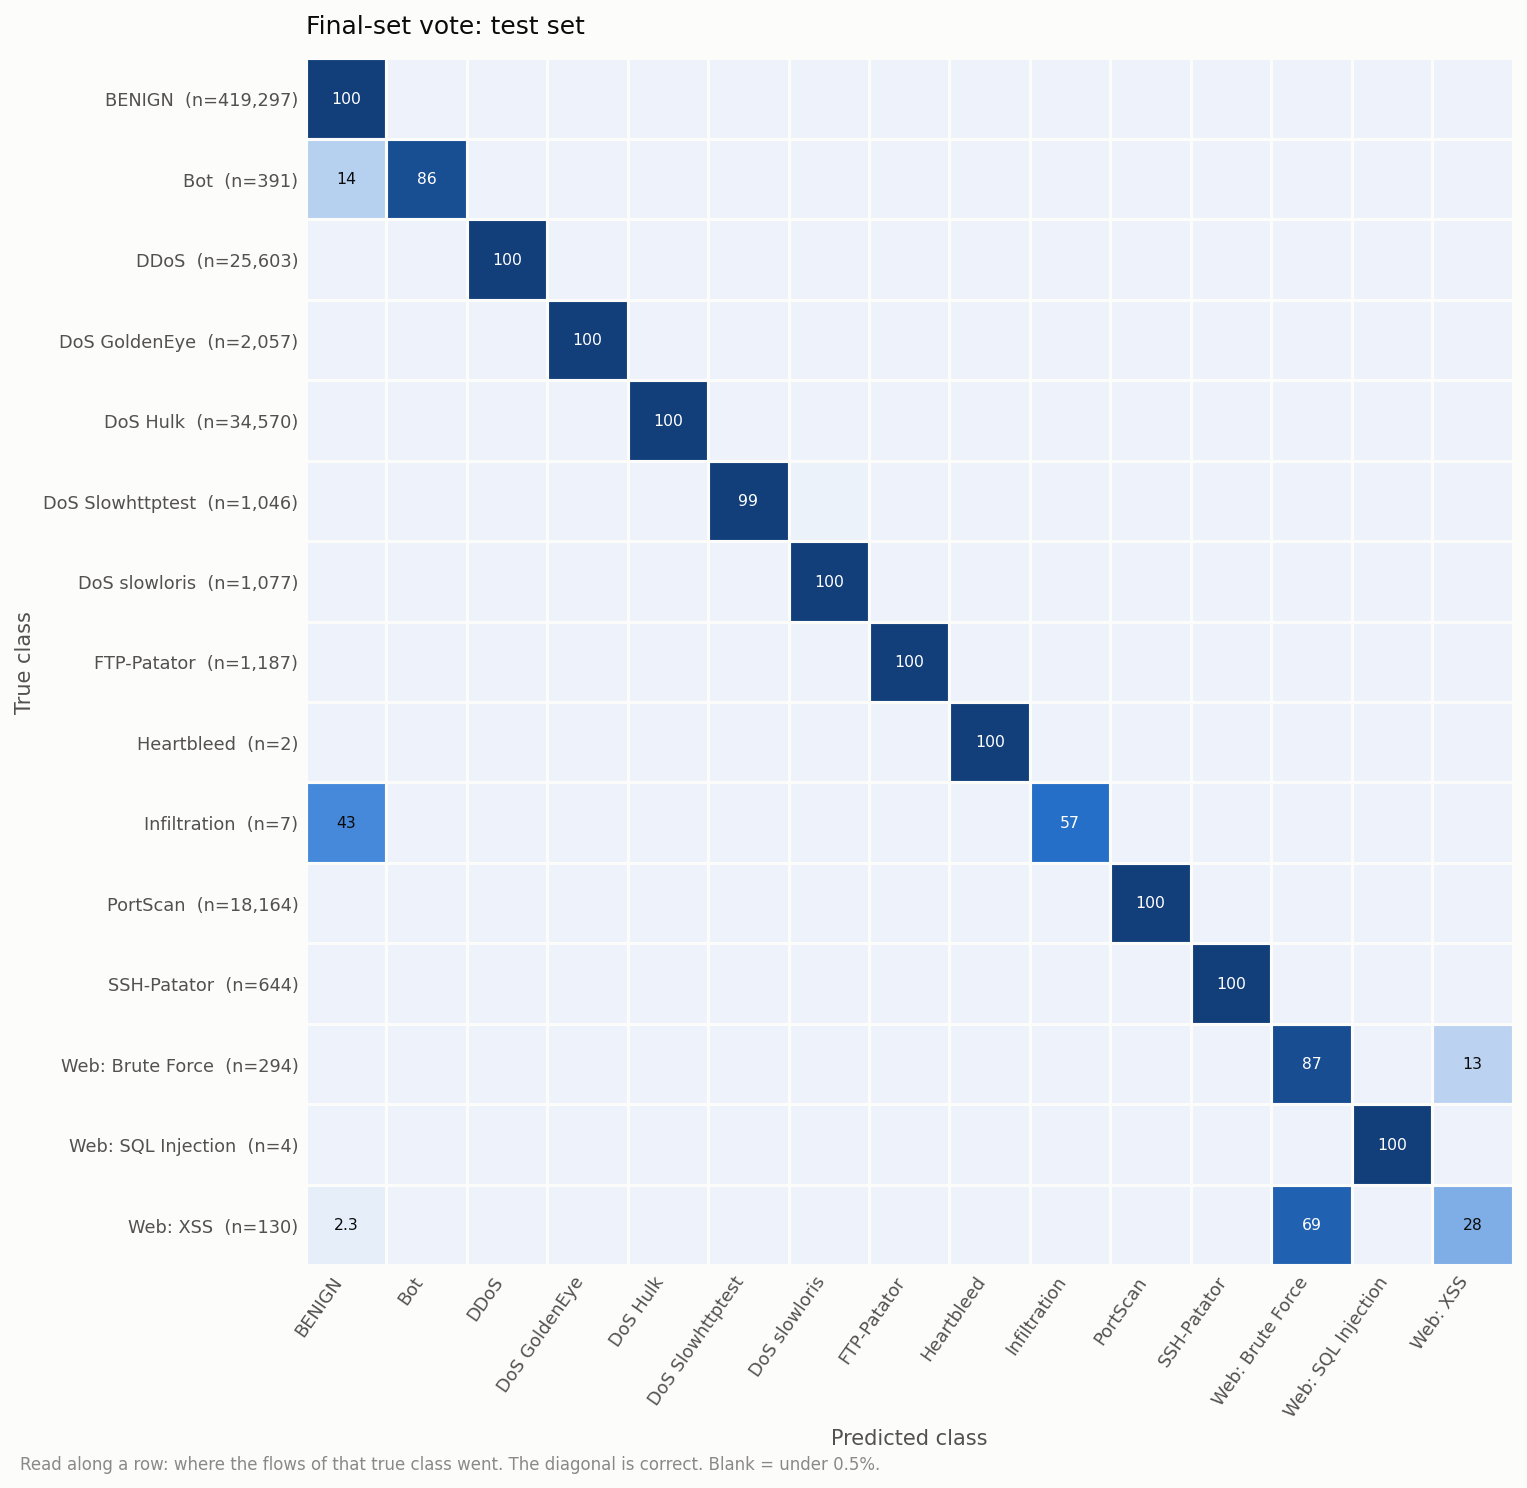 Final-set vote: test set
BENIGN (n=419,297)
100
Bot (n=391)
14 86
DDoS (n=25,603)
100
DoS GoldenEye (n=2,057)
100
DoS Hulk (n=34,570)
100
DoS Slowhttptest (n=1,046)
99
DoS slowloris (n=1,077)
100
FTP-Patator (n=1,187)
100
Heartbleed (n=2)
100
Infiltration (n=7)
43 57
PortScan (n=18,164)
100
SSH-Patator (n=644)
100
Web: Brute Force (n=294)
87 13
Web: SQL Injection (n=4)
100
Web: XSS (n=130)
2.3 69 28
True class
BENIGN
Bot
DDoS
DoS GoldenEye
DoS Hulk
DoS Slowhttptest
DoS slowloris
FTP-Patator
Heartbleed
Infiltration
PortScan
SSH-Patator
Web: Brute Force
Web: SQL Injection
Web: XSS
Predicted class
Read along a row: where the flows of that true class went. The diagonal is correct. Blank = under 0.5%.